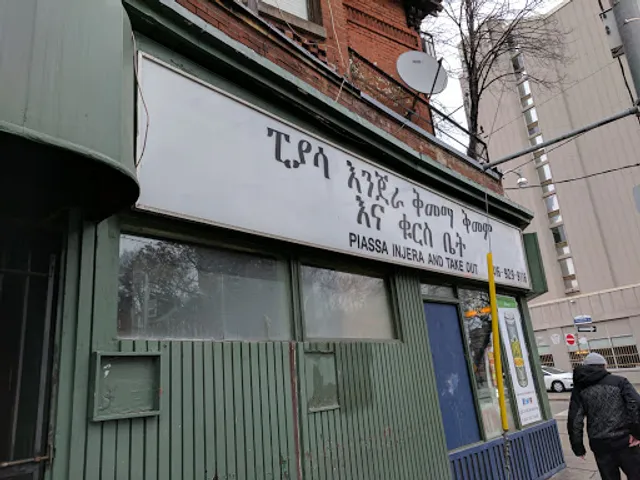 ፒያሳ እንጀራ ቅመማ ቅመም
እና ቁርስ ቤት
PIASSA INJERA AND TAKE OUT